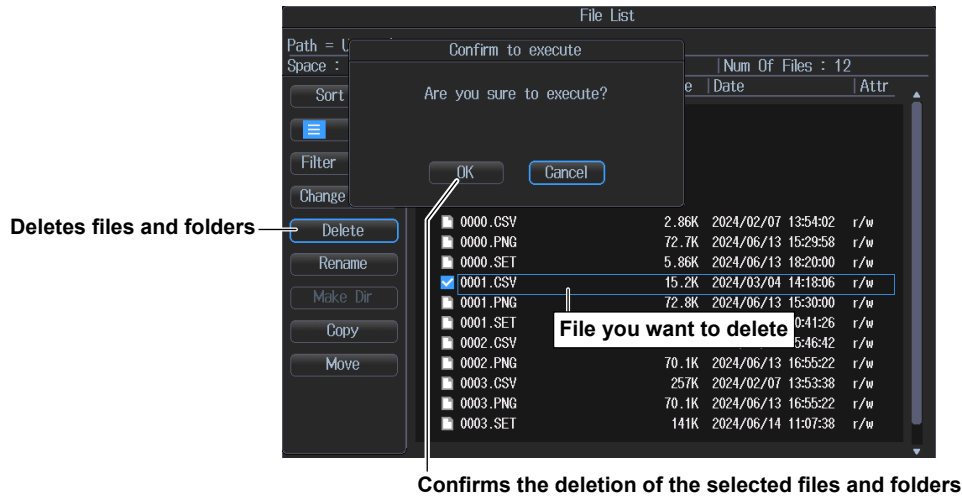 File List
Path = U
Confirm to execute
Space :
Num Of Files : 12
Sort
Are you sure to execute?
e
Date
Attr
Filter
OK
Cancel
Change
Deletes files and folders
Delete
0000.CSV 2.86K 2024/02/07 13:54:02 r/w
0000.PNG 72.7K 2024/06/13 15:29:58 r/w
Rename
0000.SET 5.86K 2024/06/13 18:20:00 r/w
0001.CSV 15.2K 2024/03/04 14:18:06 r/w
Make Dir
0001.PNG 72.8K 2024/06/13 15:30:00 r/w
0001.SET 0:41:26 r/w
File you want to delete
Copy
0002.CSV 5:46:42 r/w
Move
0002.PNG 70.1K 2024/06/13 16:55:22 r/w
0003.CSV 257K 2024/02/07 13:53:38 r/w
0003.PNG 70.1K 2024/06/13 16:55:22 r/w
0003.SET 141K 2024/06/14 11:07:38 r/w
Confirms the deletion of the selected files and folders